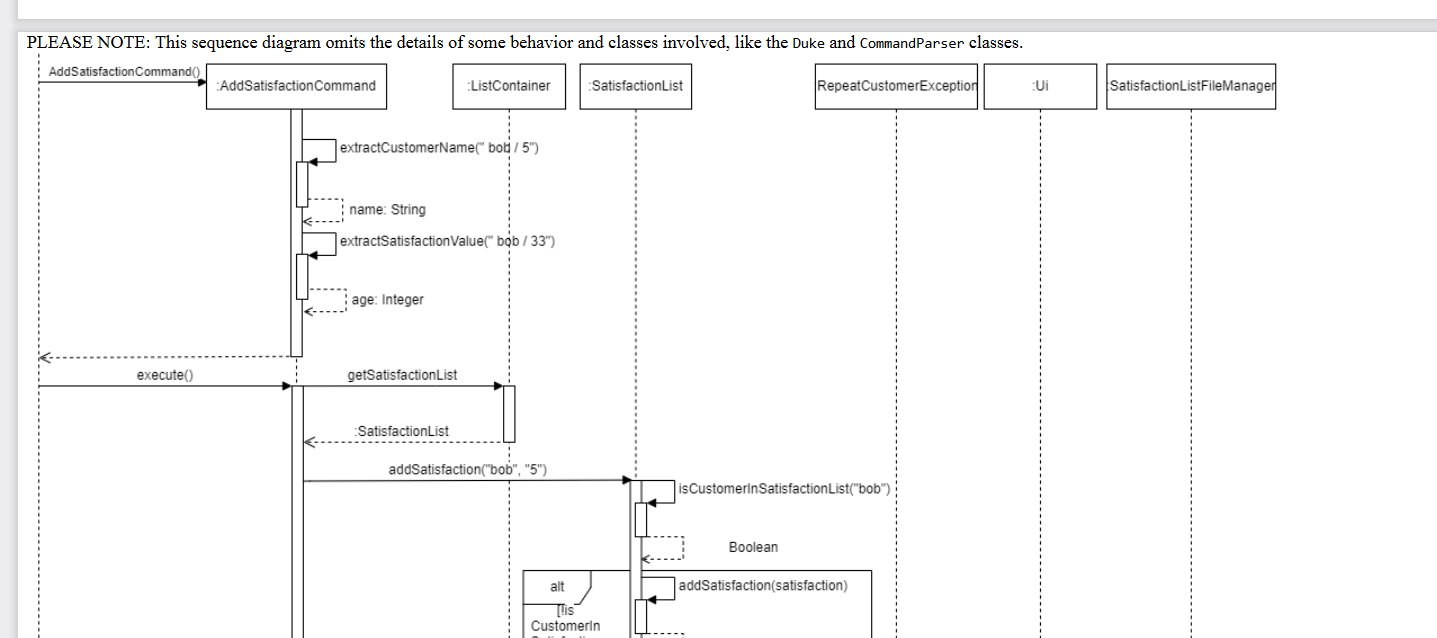 PLEASE NOTE: This sequence diagram omits the details of some behavior and classes involved, like the Duke and CommandParser classes.
AddSatisfactionCommand()
:AddSatisfactionCommand
:ListContainer
:SatisfactionList
RepeatCustomerException
:Ui
:SatisfactionListFileManager
extractCustomerName(" bob / 5")
name: String
extractSatisfactionValue(" bob / 33")
age: Integer
execute()
getSatisfactionList
:SatisfactionList
addSatisfaction("bob", "5")
isCustomerInSatisfactionList("bob")
Boolean
alt
addSatisfaction(satisfaction)
[!is
CustomerIn